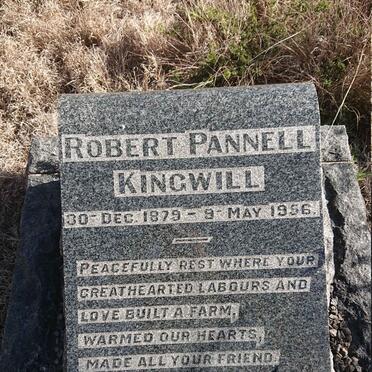 ROBERT PANNELL
KINGWILL
30-DEC. 1879 - 9-MAY 1956.
PEACEFULLY REST WHERE YOUR
GREATHEARTED LABOURS AND
LOVE BUILT A FARM,
WARMED OUR HEARTS,
MADE ALL YOUR FRIEND